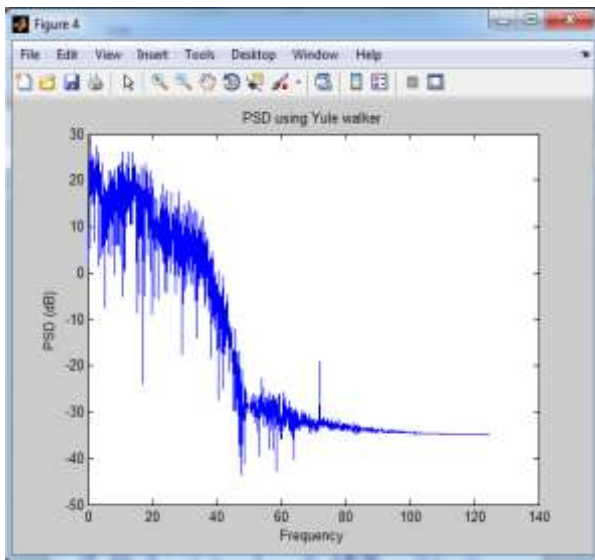 Figure 4
File Edit View Insert Tools Desktop Window Help
PSD using Yule walker
30
20
10
0
-10
-20
-30
-40
-50
PSD (dB)
0 20 40 60 80 100 120 140
Frequency